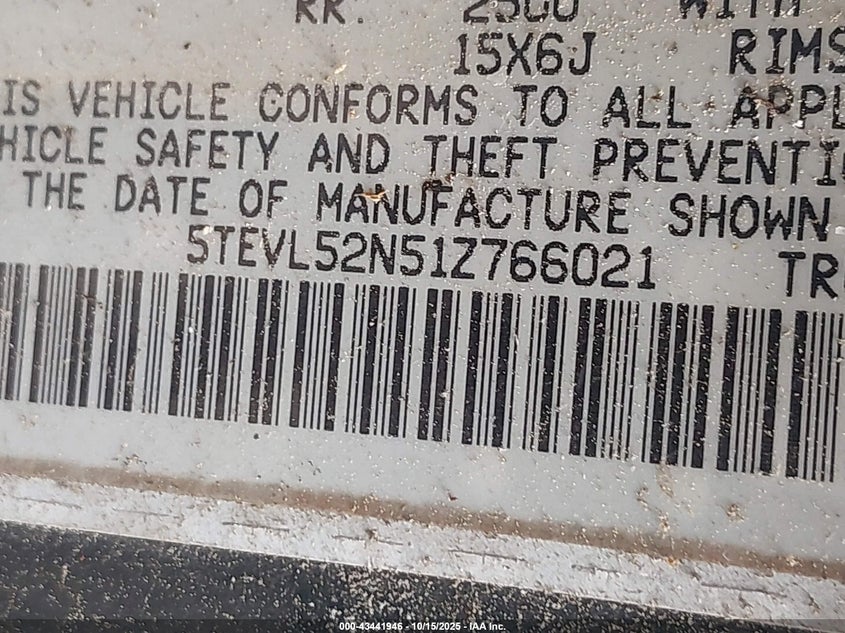 RR. 2500 WITH
15X6J RIMS
IS VEHICLE CONFORMS TO ALL APPL
HICLE SAFETY AND THEFT PREVENTI
THE DATE OF MANUFACTURE SHOWN
5TEVL52N51Z766021 TR
000-43441946 - 10/15/2025 - IAA Inc.